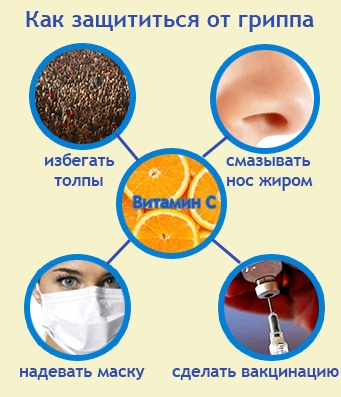 Как защититься от гриппа
избегать
толпы
смазывать
нос жиром
Витамин С
надевать маску
сделать вакцинацию